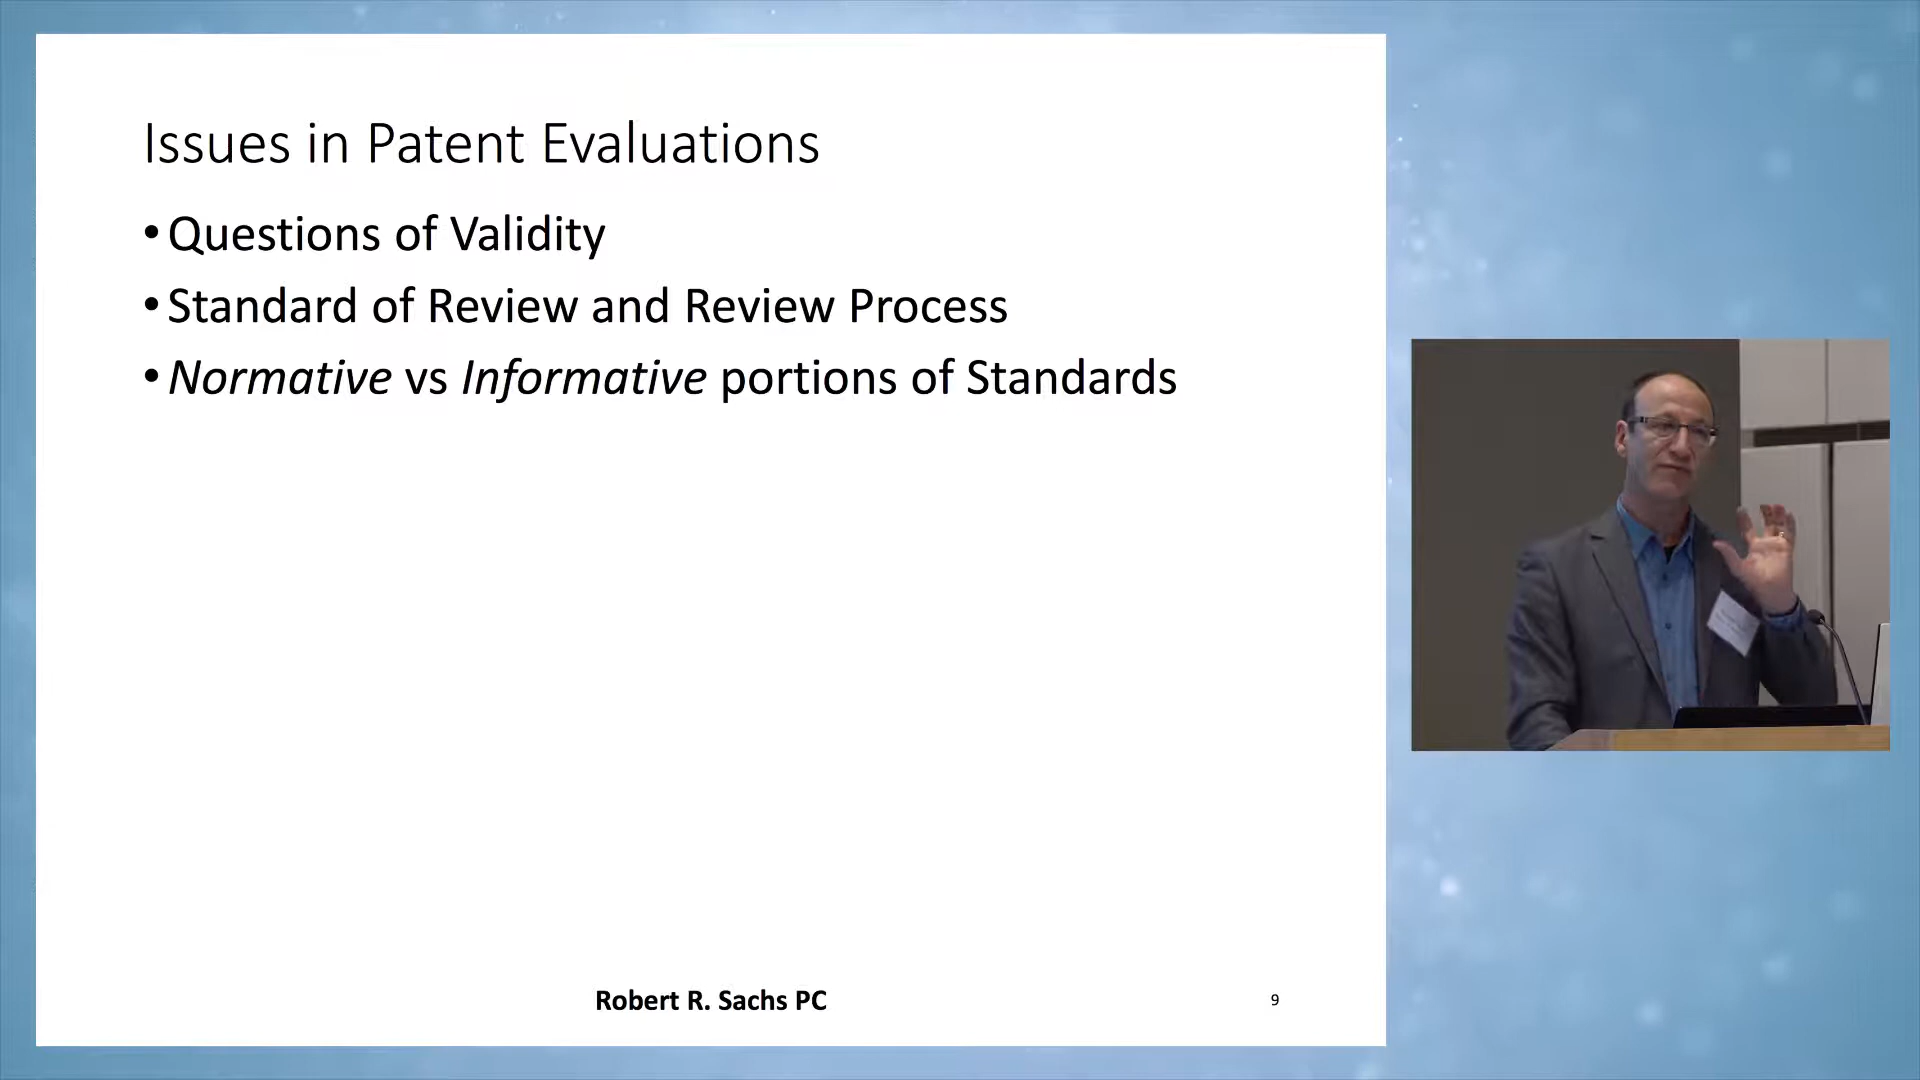 Issues in Patent Evaluations
• Questions of Validity
• Standard of Review and Review Process
• Normative vs Informative portions of Standards
Robert R. Sachs PC
9